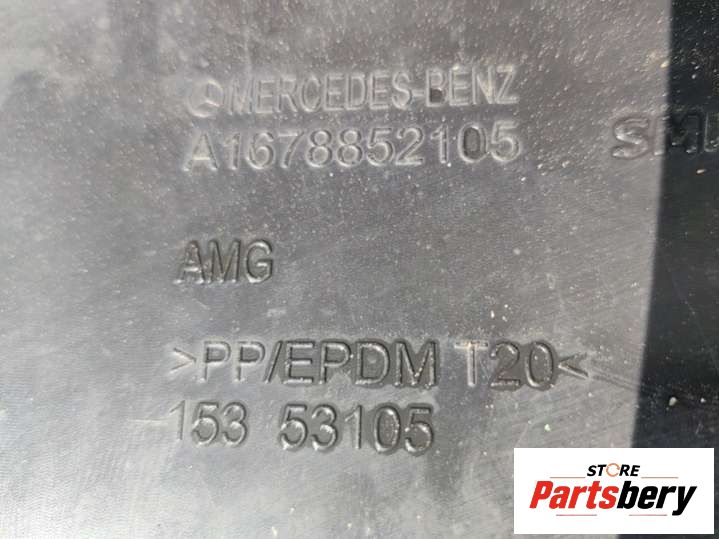 MERCEDES-BENZ
A1678852105
AMG
>PP/EPDM T20<
153 53105
STORE
Partsbery